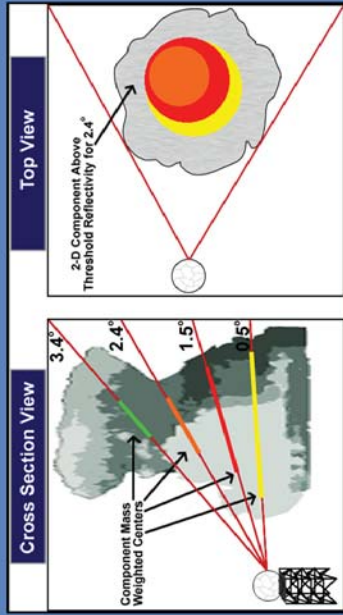 Cross Section View
3.4°
2.4°
1.5°
0.5°
Component Mass
Weighted Centers
Top View
2-D Component Above
Threshold Reflectivity for 2.4°